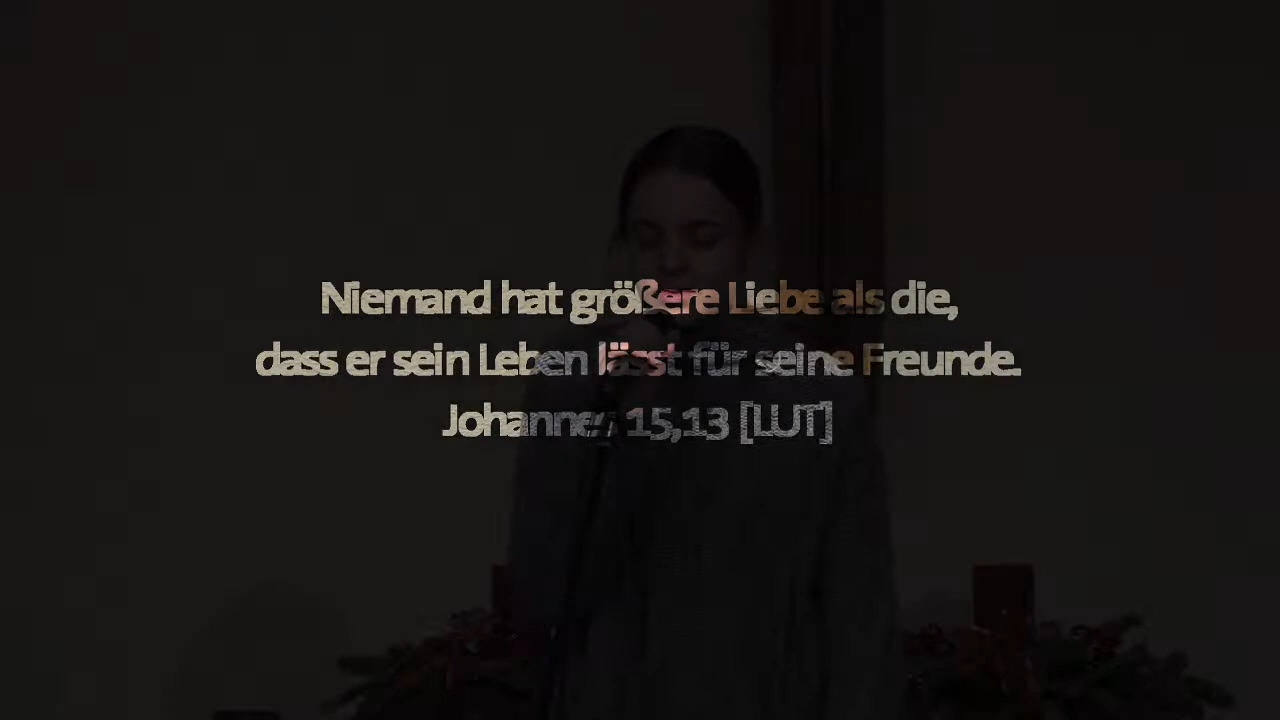 Niemand hat größere Liebe als die,
dass er sein Leben lässt für seine Freunde.
Johannes 15,13 [LUT]